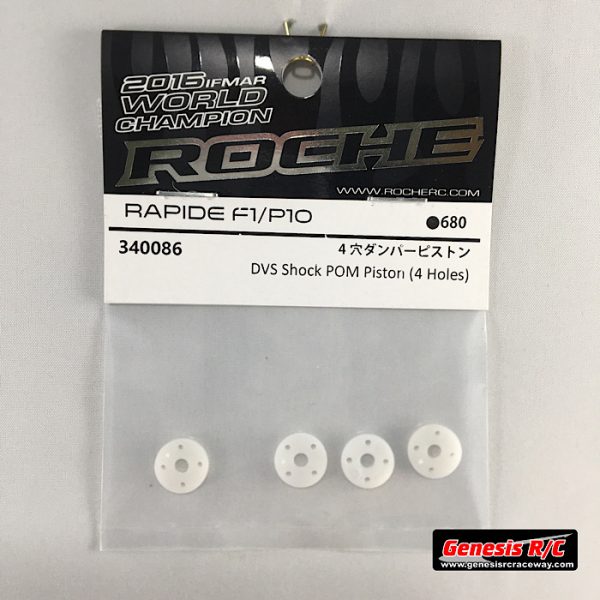 2015 IFMAR
WORLD
CHAMPION
ROCHE
WWW.ROCHERC.COM
RAPIDE F1/P10
●680
340086
4穴ダンパーピストン
DVS Shock POM Piston (4 Holes)
Genesis R/C
www.genesisrcraceway.com